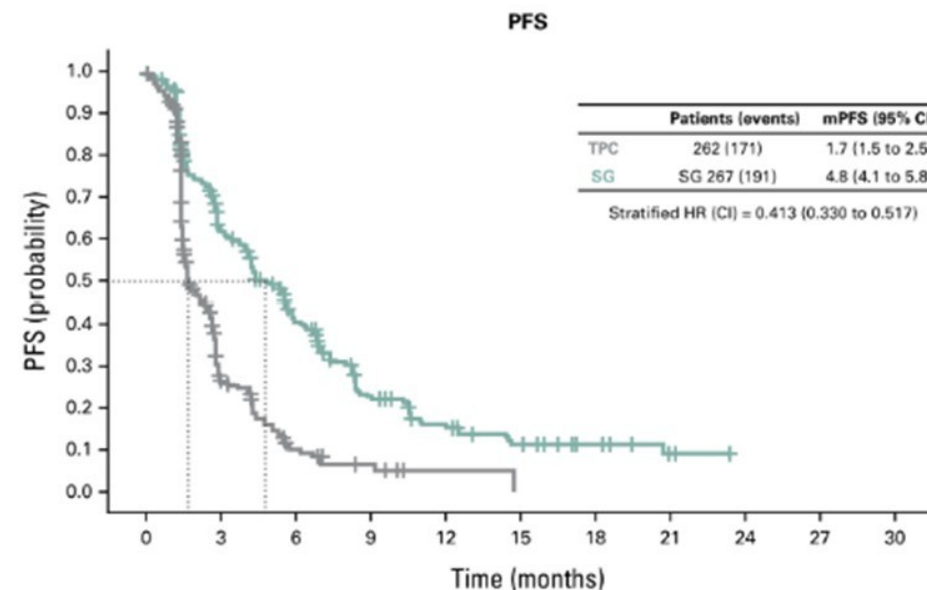 PFS
Patients (events) mPFS (95% CI
TPC 262 (171) 1.7 (1.5 to 2.5
SG SG 267 (191) 4.8 (4.1 to 5.8
Stratified HR (CI) = 0.413 (0.330 to 0.517)
PFS (probability)
1.0
0.9
0.8
0.7
0.6
0.5
0.4
0.3
0.2
0.1
0.0
0 3 6 9 12 15 18 21 24 27 30
Time (months)